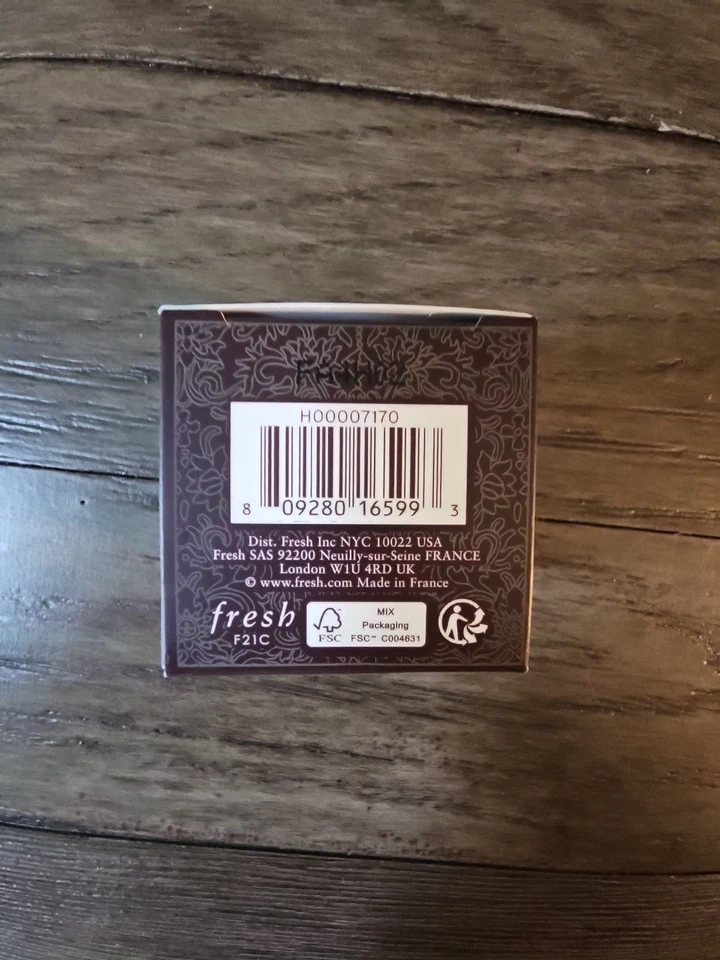 H00007170
8 09280 16599 3
Dist. Fresh Inc NYC 10022 USA
Fresh SAS 92200 Neuilly-sur-Seine FRANCE
London W1U 4RD UK
© www.fresh.com Made in France
fresh
F21C
FSC
MIX
Packaging
FSC™ C004631